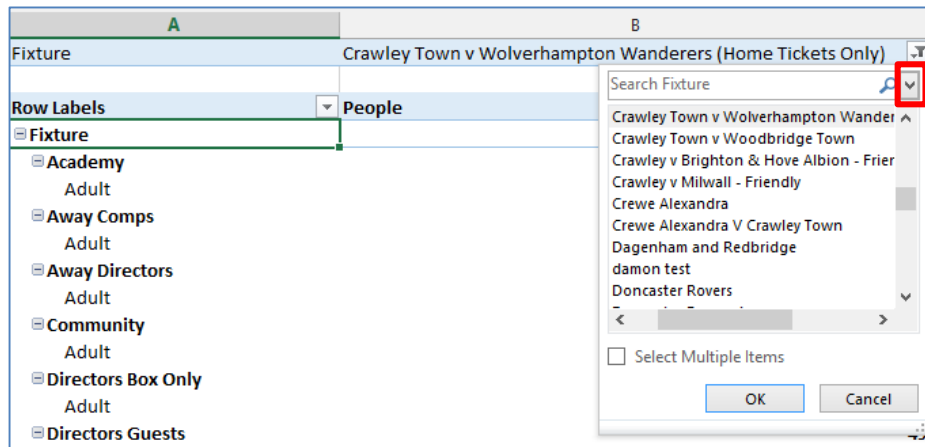 A B
Fixture Crawley Town v Wolverhampton Wanderers (Home Tickets Only)
Search Fixture
Row Labels People
Crawley Town v Wolverhampton Wander
Fixture
Crawley Town v Woodbridge Town
Academy
Crawley v Brighton & Hove Albion - Frier
Adult
Crawley v Milwall - Friendly
Crewe Alexandra
Away Comps
Crewe Alexandra V Crawley Town
Adult
Dagenham and Redbridge
Away Directors
damon test
Adult
Doncaster Rovers
Community
Adult
Select Multiple Items
Directors Box Only
Adult
OK Cancel
Directors Guests